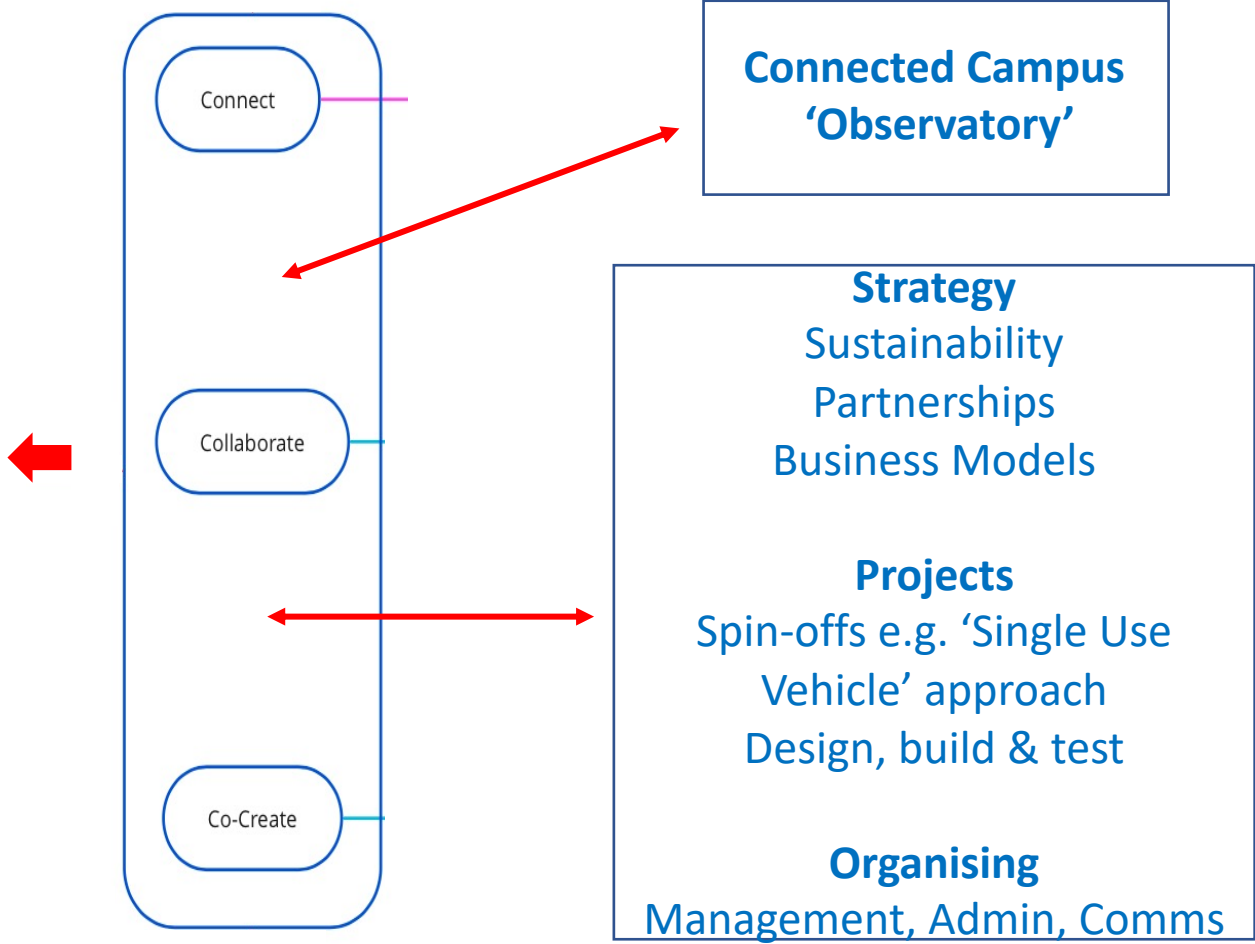 Connect
Collaborate
Co-Create
Connected Campus
‘Observatory’
Strategy
Sustainability
Partnerships
Business Models
Projects
Spin-offs e.g. ‘Single Use
Vehicle’ approach
Design, build & test
Organising
Management, Admin, Comms